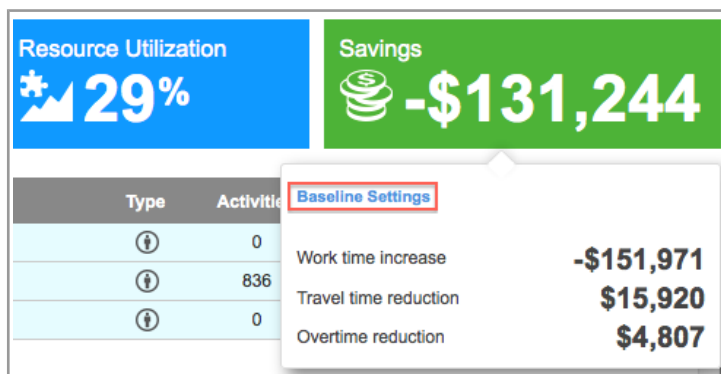 Resource Utilization
29%
Savings
-$131,244
Type Activitie
0
836
0
Baseline Settings
Work time increase -$151,971
Travel time reduction $15,920
Overtime reduction $4,807